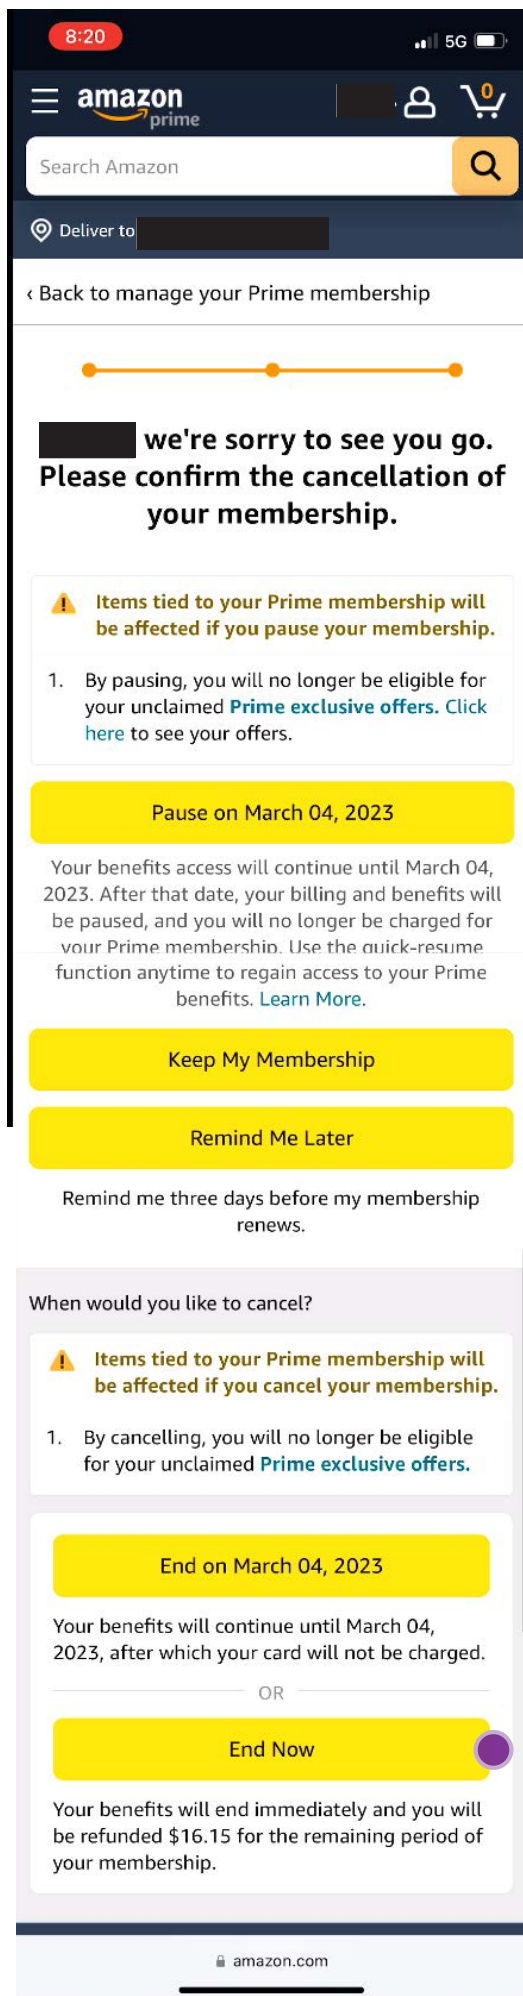 8:20
5G
amazon
prime
0
Search Amazon
Deliver to
‹ Back to manage your Prime membership
we're sorry to see you go.
Please confirm the cancellation of
your membership.
Items tied to your Prime membership will
be affected if you pause your membership.
1. By pausing, you will no longer be eligible for
your unclaimed Prime exclusive offers. Click
here to see your offers.
Pause on March 04, 2023
Your benefits access will continue until March 04,
2023. After that date, your billing and benefits will
be paused, and you will no longer be charged for
your Prime membership. Use the quick-resume
function anytime to regain access to your Prime
benefits. Learn More.
Keep My Membership
Remind Me Later
Remind me three days before my membership
renews.
When would you like to cancel?
Items tied to your Prime membership will
be affected if you cancel your membership.
1. By cancelling, you will no longer be eligible
for your unclaimed Prime exclusive offers.
End on March 04, 2023
Your benefits will continue until March 04,
2023, after which your card will not be charged.
OR
End Now
Your benefits will end immediately and you will
be refunded $16.15 for the remaining period of
your membership.
amazon.com